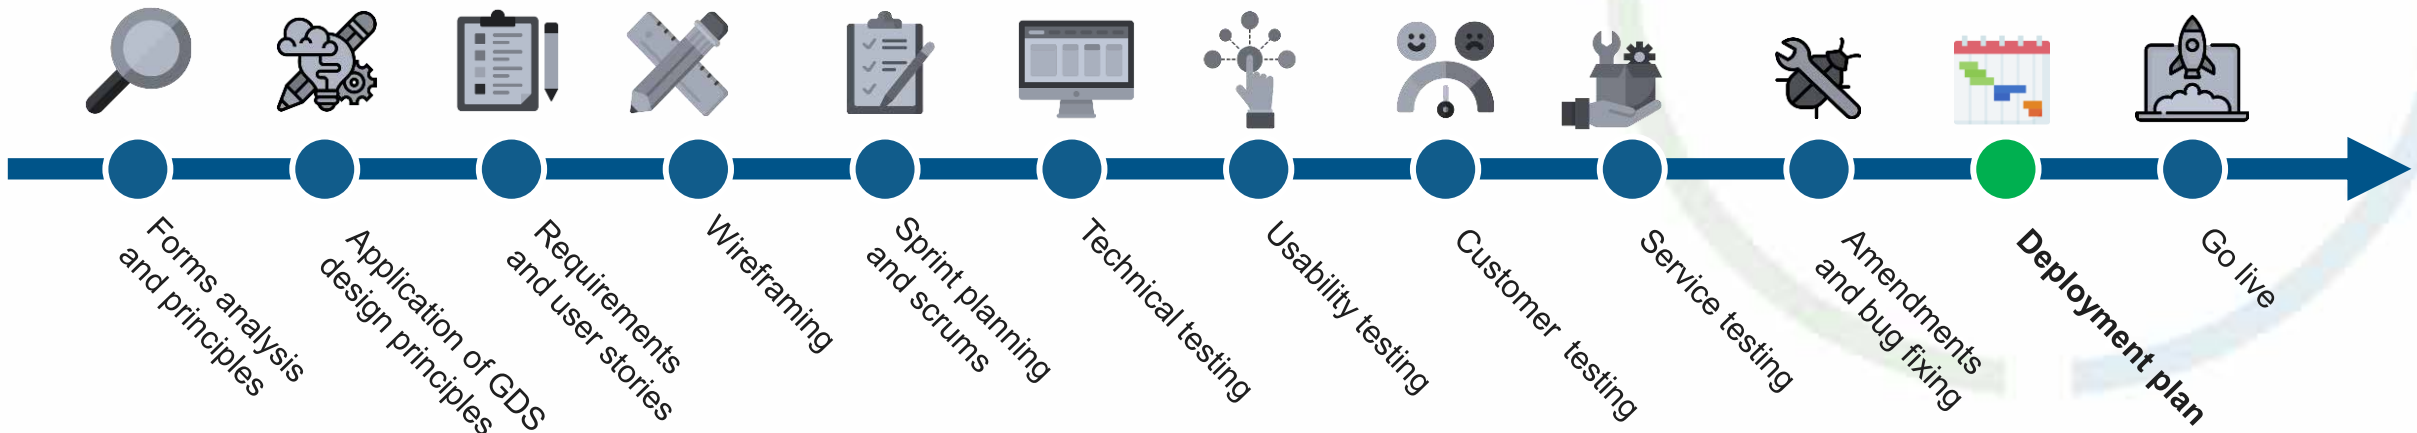 Forms analysis
and principles
Application of GDS
design principles
Requirements
and user stories
Wireframing
Sprint planning
and scrums
Technical testing
Usability testing
Customer testing
Service testing
Amendments
and bug fixing
Deployment plan
Go live